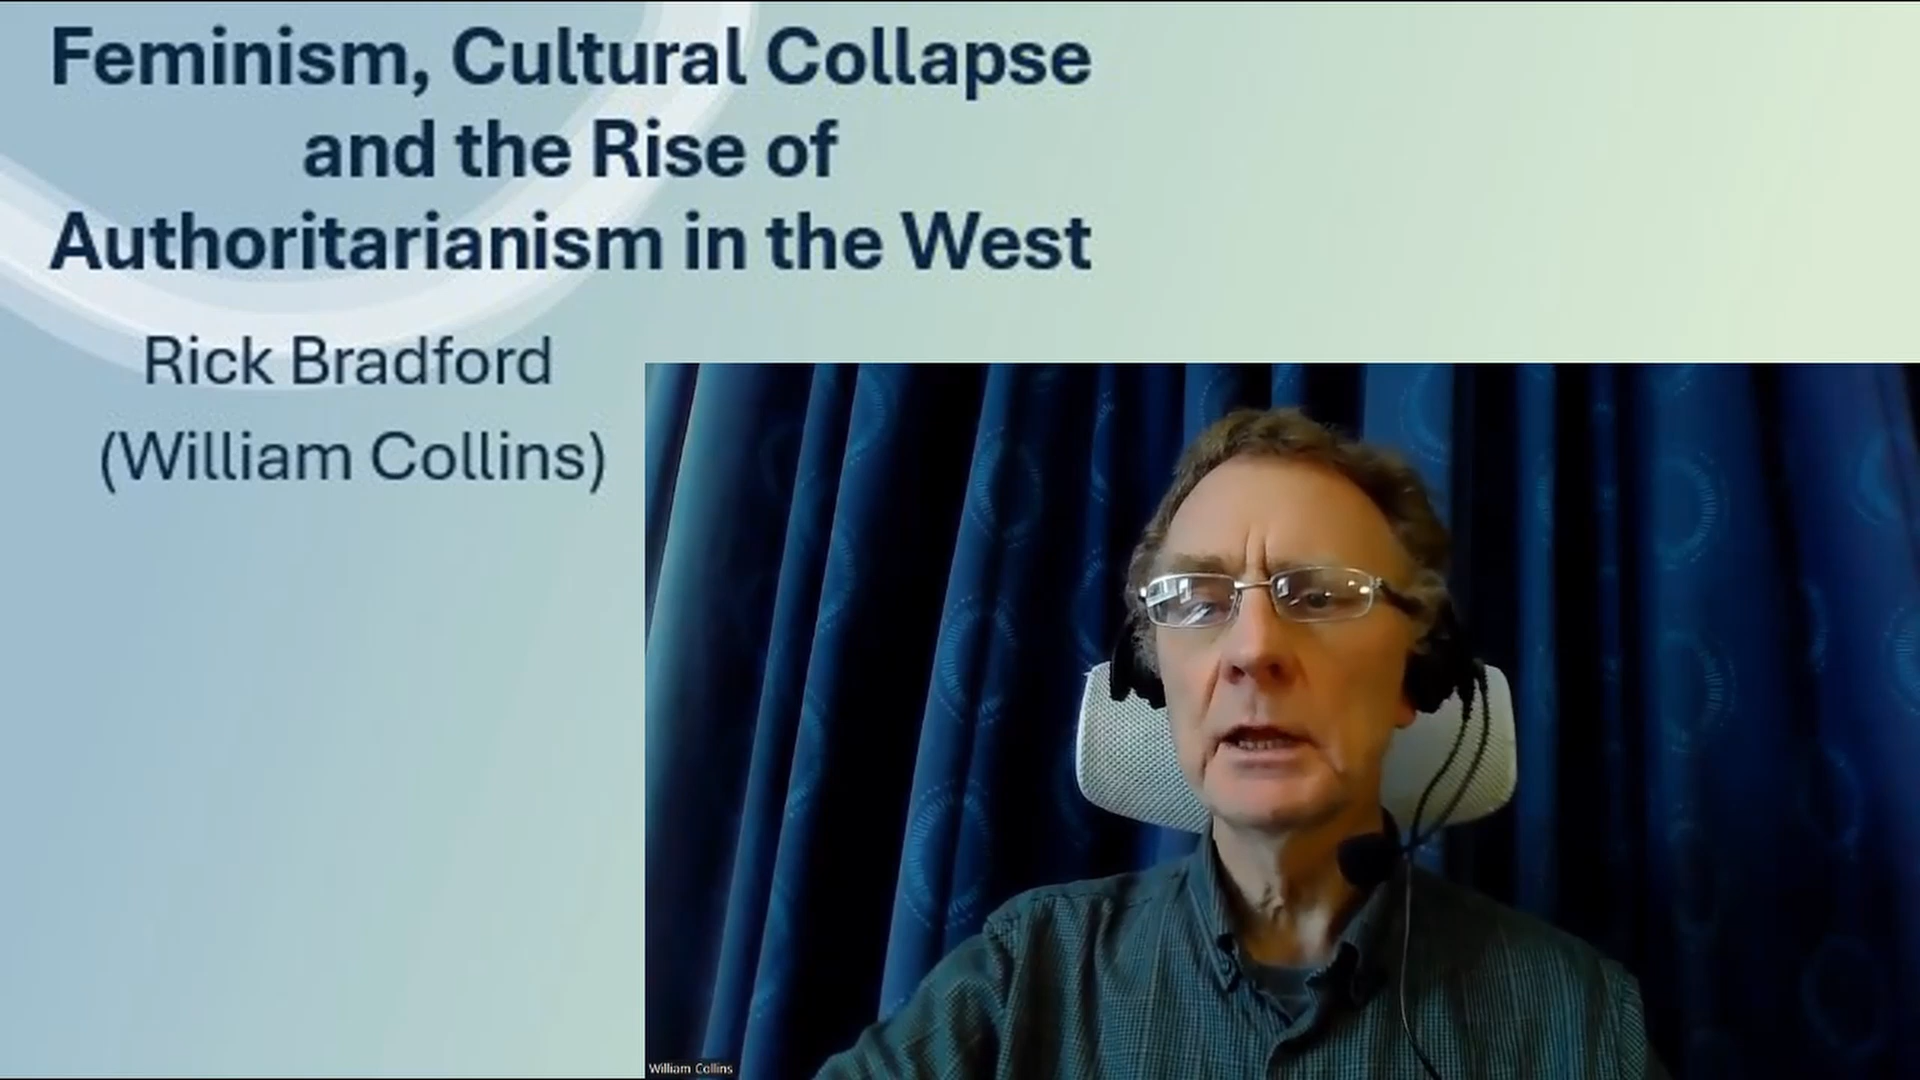 Feminism, Cultural Collapse
and the Rise of
Authoritarianism in the West
Rick Bradford
(William Collins)
William Collins